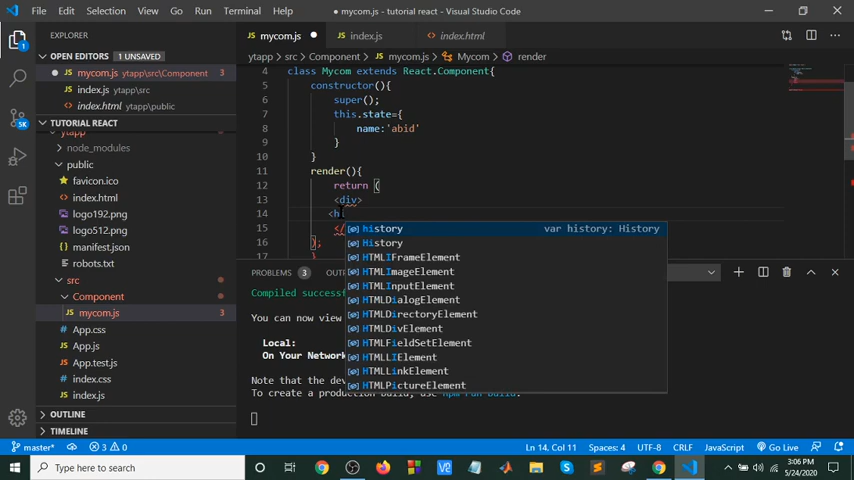 File Edit Selection View Go Run Terminal Help
● mycom.js - tutorial react - Visual Studio Code
EXPLORER
OPEN EDITORS 1 UNSAVED
mycom.js ytapp\src\Component 3
index.js ytapp\src
index.html ytapp\public
TUTORIAL REACT
ytapp
node_modules
public
favicon.ico
index.html
logo192.png
logo512.png
manifest.json
robots.txt
src
Component
mycom.js 3
App.css
App.js
App.test.js
index.css
index.js
OUTLINE
TIMELINE
mycom.js ● index.js index.html
ytapp > src > Component > mycom.js > Mycom > render
4 class Mycom extends React.Component{
5 constructor(){
6 super();
7 this.state={
8 name:'abid'
9 }
10 }
11 render(){
12 return (
13 <div>
14 <hi
15 </
16 );
17 }
history var history: History
History
HTMLIFrameElement
HTMLImageElement
HTMLInputElement
HTMLDialogElement
HTMLDirectoryElement
HTMLDivElement
HTMLFieldSetElement
HTMLLIElement
HTMLLinkElement
HTMLPictureElement
PROBLEMS 3 OUT
Compiled successf
You can now view
Local:
On Your Network
Note that the dev
To create a production build, use npm run build.
master* 3 0 Ln 14, Col 11 Spaces: 4 UTF-8 CRLF JavaScript Go Live
Type here to search
3:06 PM
5/24/2020
5K